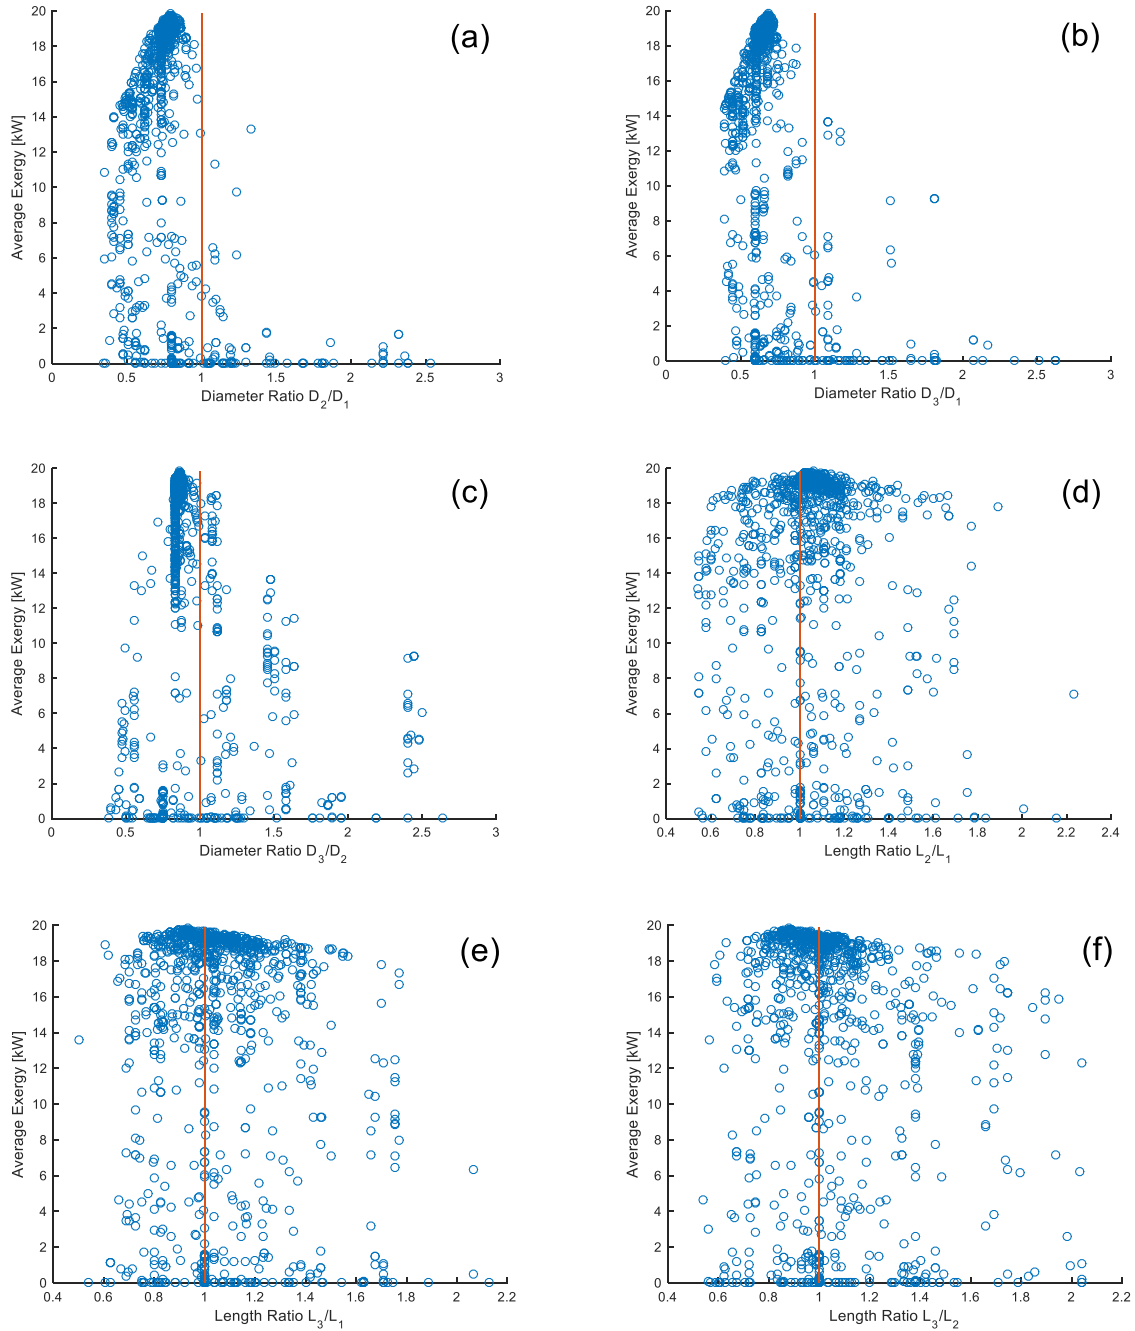 (a)
20
18
16
14
12
10
8
6
4
2
0
Average Exergy [kW]
0 0.5 1 1.5 2 2.5 3
Diameter Ratio D2/D1
(b)
20
18
16
14
12
10
8
6
4
2
0
Average Exergy [kW]
0 0.5 1 1.5 2 2.5 3
Diameter Ratio D3/D1
(c)
20
18
16
14
12
10
8
6
4
2
0
Average Exergy [kW]
0 0.5 1 1.5 2 2.5 3
Diameter Ratio D3/D2
(d)
20
18
16
14
12
10
8
6
4
2
0
Average Exergy [kW]
0.4 0.6 0.8 1 1.2 1.4 1.6 1.8 2 2.2 2.4
Length Ratio L2/L1
(e)
20
18
16
14
12
10
8
6
4
2
0
Average Exergy [kW]
0.4 0.6 0.8 1 1.2 1.4 1.6 1.8 2 2.2
Length Ratio L3/L1
(f)
20
18
16
14
12
10
8
6
4
2
0
Average Exergy [kW]
0.4 0.6 0.8 1 1.2 1.4 1.6 1.8 2 2.2
Length Ratio L3/L2